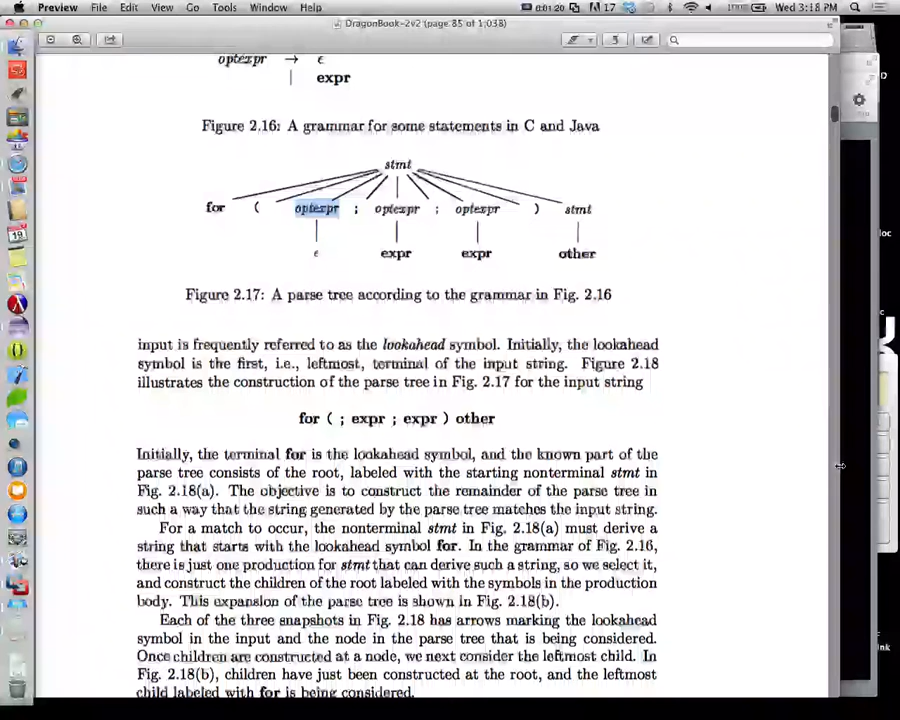 Preview File Edit View Go Tools Window Help 0:01:20 17 Wed 3:18 PM
DragonBook-2v2 (page 85 of 1,038)
optexpr → ϵ
| expr
Figure 2.16: A grammar for some statements in C and Java
stmt
for ( optexpr ; optexpr ; optexpr ) stmt
ϵ expr expr other
Figure 2.17: A parse tree according to the grammar in Fig. 2.16
input is frequently referred to as the lookahead symbol. Initially, the lookahead
symbol is the first, i.e., leftmost, terminal of the input string. Figure 2.18
illustrates the construction of the parse tree in Fig. 2.17 for the input string
for ( ; expr ; expr ) other
Initially, the terminal for is the lookahead symbol, and the known part of the
parse tree consists of the root, labeled with the starting nonterminal stmt in
Fig. 2.18(a). The objective is to construct the remainder of the parse tree in
such a way that the string generated by the parse tree matches the input string.
For a match to occur, the nonterminal stmt in Fig. 2.18(a) must derive a
string that starts with the lookahead symbol for. In the grammar of Fig. 2.16,
there is just one production for stmt that can derive such a string, so we select it,
and construct the children of the root labeled with the symbols in the production
body. This expansion of the parse tree is shown in Fig. 2.18(b).
Each of the three snapshots in Fig. 2.18 has arrows marking the lookahead
symbol in the input and the node in the parse tree that is being considered.
Once children are constructed at a node, we next consider the leftmost child. In
Fig. 2.18(b), children have just been constructed at the root, and the leftmost
child labeled with for is being considered.